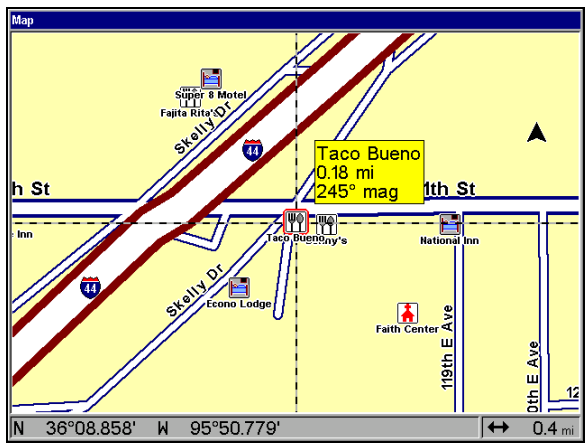 Map
Super 8 Motel
Fajita Rita's
Skelly Dr
44
Taco Bueno
0.18 mi
245° mag
h St
1th St
Inn
Taco Bueno
ny's
National Inn
44
Skelly Dr
Econo Lodge
Faith Center
119th E Ave
0th E Ave
12
N 36°08.858' W 95°50.779' 0.4 mi